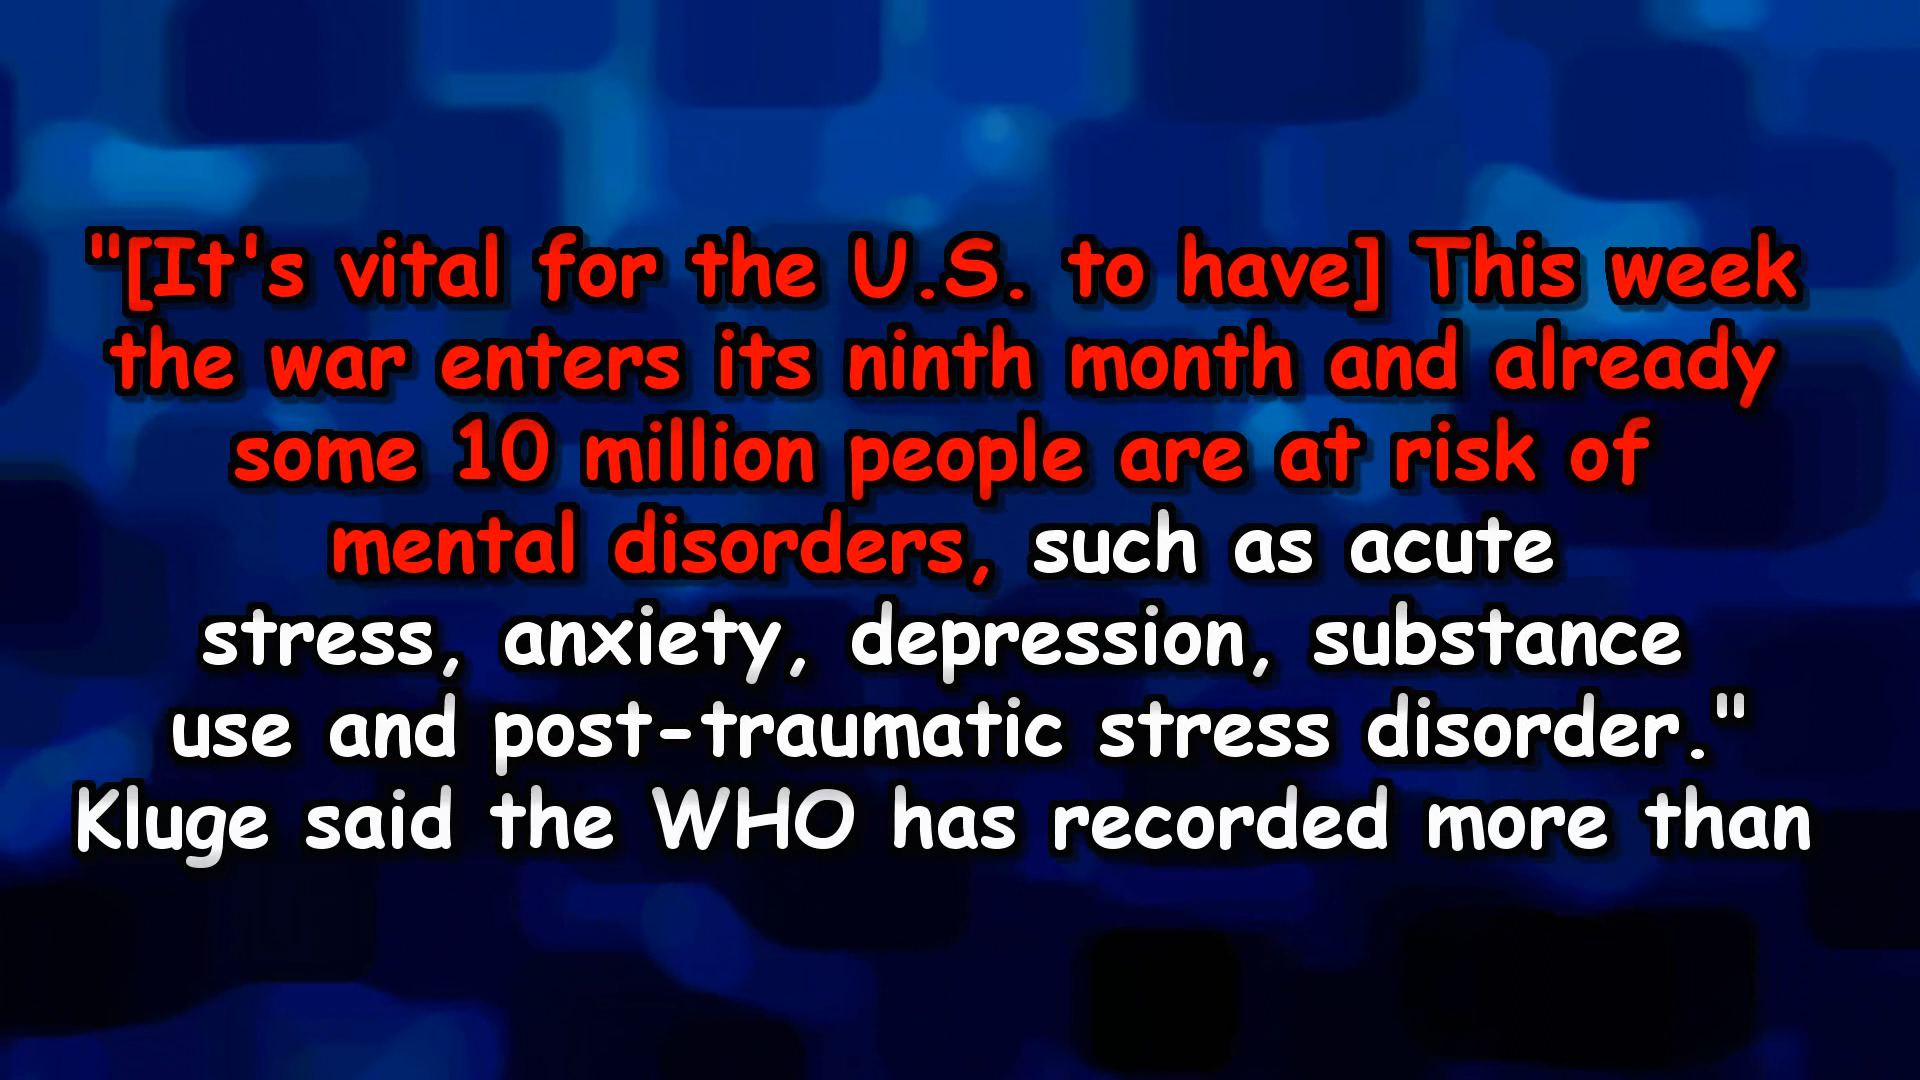 "[It's vital for the U.S. to have] This week
the war enters its ninth month and already
some 10 million people are at risk of
mental disorders, such as acute
stress, anxiety, depression, substance
use and post-traumatic stress disorder."
Kluge said the WHO has recorded more than